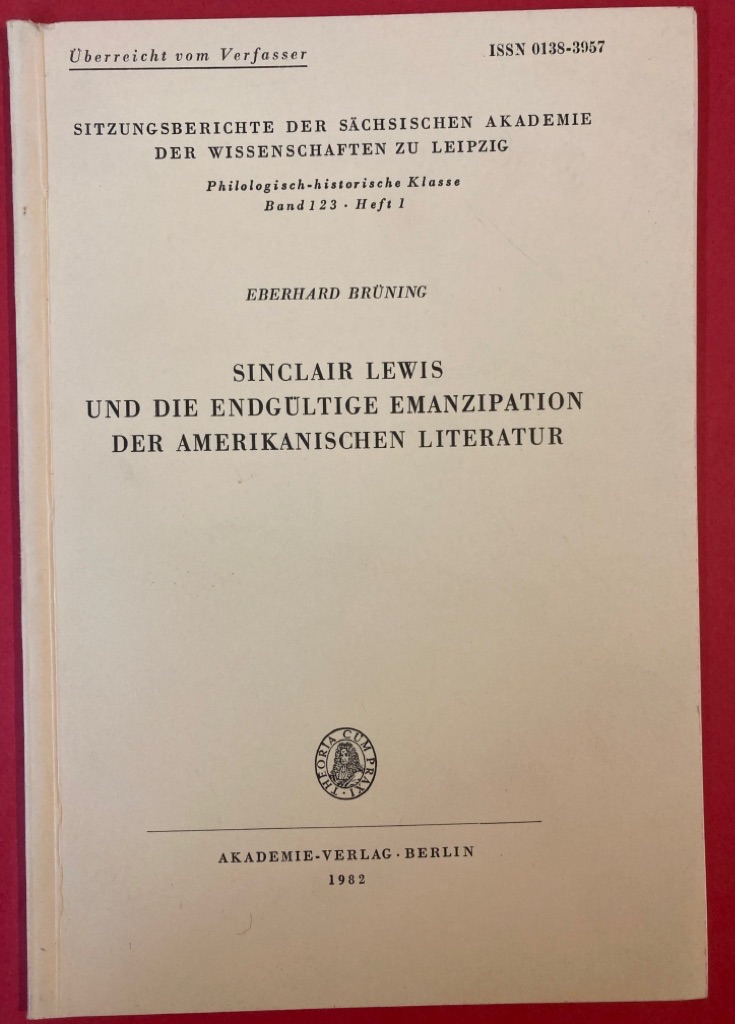 Überreicht vom Verfasser
ISSN 0138-3957
SITZUNGSBERICHTE DER SÄCHSISCHEN AKADEMIE
DER WISSENSCHAFTEN ZU LEIPZIG
Philologisch-historische Klasse
Band 123 · Heft 1
EBERHARD BRÜNING
SINCLAIR LEWIS
UND DIE ENDGÜLTIGE EMANZIPATION
DER AMERIKANISCHEN LITERATUR
THEORIA CUM PRAXI ·
AKADEMIE-VERLAG · BERLIN
1982